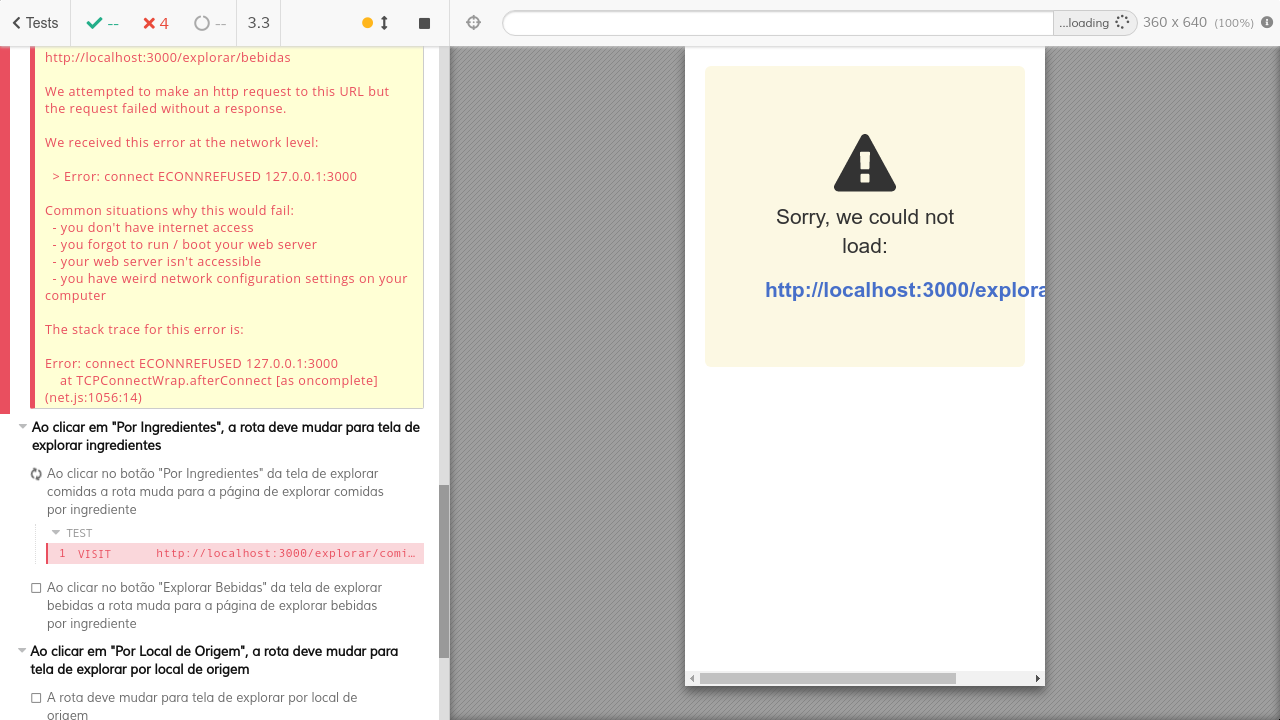 Tests
--
4
--
3.3
...loading
360 x 640 (100%)
http://localhost:3000/explorar/bebidas
We attempted to make an http request to this URL but
the request failed without a response.
We received this error at the network level:
> Error: connect ECONNREFUSED 127.0.0.1:3000
Common situations why this would fail:
- you don't have internet access
- you forgot to run / boot your web server
- your web server isn't accessible
- you have weird network configuration settings on your
computer
The stack trace for this error is:
Error: connect ECONNREFUSED 127.0.0.1:3000
at TCPConnectWrap.afterConnect [as oncomplete]
(net.js:1056:14)
Ao clicar em "Por Ingredientes", a rota deve mudar para tela de
explorar ingredientes
Ao clicar no botão "Por Ingredientes" da tela de explorar
comidas a rota muda para a página de explorar comidas
por ingrediente
TEST
1 VISIT http://localhost:3000/explorar/comi…
Ao clicar no botão "Explorar Bebidas" da tela de explorar
bebidas a rota muda para a página de explorar bebidas
por ingrediente
Ao clicar em "Por Local de Origem", a rota deve mudar para
tela de explorar por local de origem
A rota deve mudar para tela de explorar por local de
origem
Sorry, we could not
load:
http://localhost:3000/explora